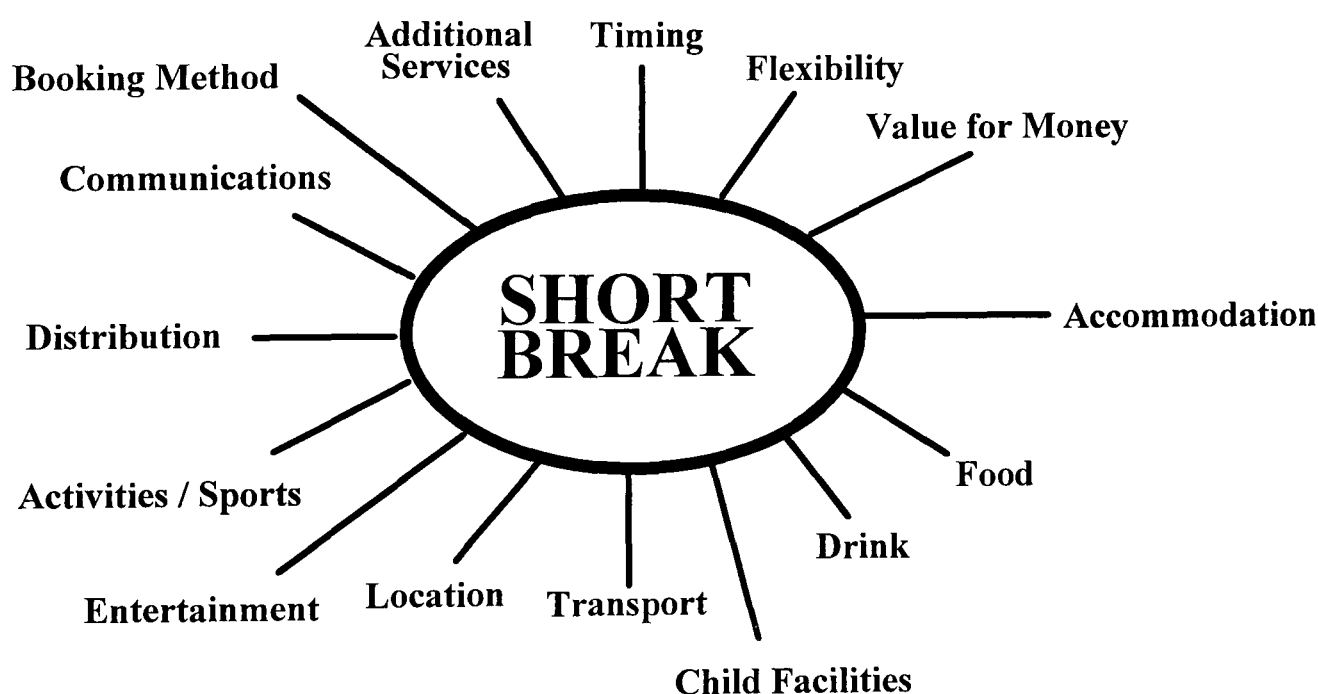 Additional
Services
Timing
Flexibility
Booking Method
Value for Money
Communications
SHORT
BREAK
Accommodation
Distribution
Food
Activities / Sports
Drink
Entertainment
Location
Transport
Child Facilities